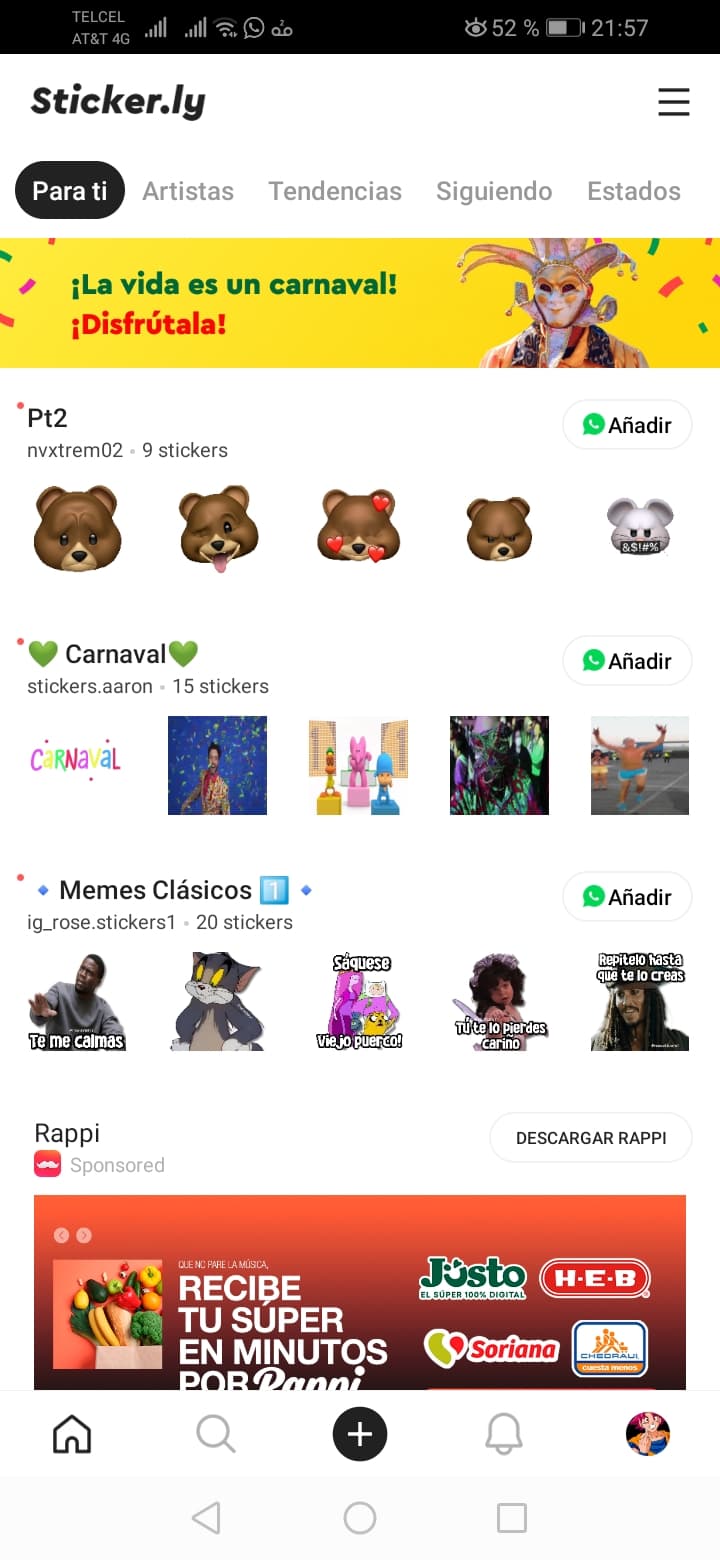 TELCEL
AT&T 4G
52 %
21:57
Sticker.ly
Para ti
Artistas
Tendencias
Siguiendo
Estados
¡La vida es un carnaval!
¡Disfrútala!
Pt2
Añadir
nvxtrem02 • 9 stickers
&$!#%
💚 Carnaval💚
Añadir
stickers.aaron • 15 stickers
CaRNaVaL
🔹 Memes Clásicos 1️⃣ 🔹
Añadir
ig_rose.stickers1 • 20 stickers
Te me calmas
Sáquese
Viejo puerco!
Tú te lo pierdes
cariño
Repitelo hasta
que te lo creas
Rappi
DESCARGAR RAPPI
Sponsored
QUE NO PARE LA MÚSICA,
RECIBE
TU SÚPER
EN MINUTOS
POR Rappi
Jüsto
EL SÚPER 100% DIGITAL
H-E-B
Soriana
CHEDRAUI
cuesta menos